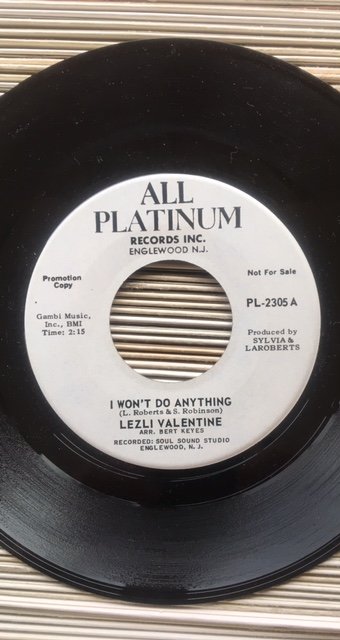 ALL
PLATINUM
RECORDS INC.
ENGLEWOOD N.J.
Promotion
Copy
Not For Sale
Gambi Music,
Inc., BMI
Time: 2:15
PL-2305 A
Produced by
SYLVIA &
LAROBERTS
I WON'T DO ANYTHING
(L. Roberts & S. Robinson)
LEZLI VALENTINE
ARR. BERT KEYES
RECORDED: SOUL SOUND STUDIO
ENGLEWOOD, N. J.